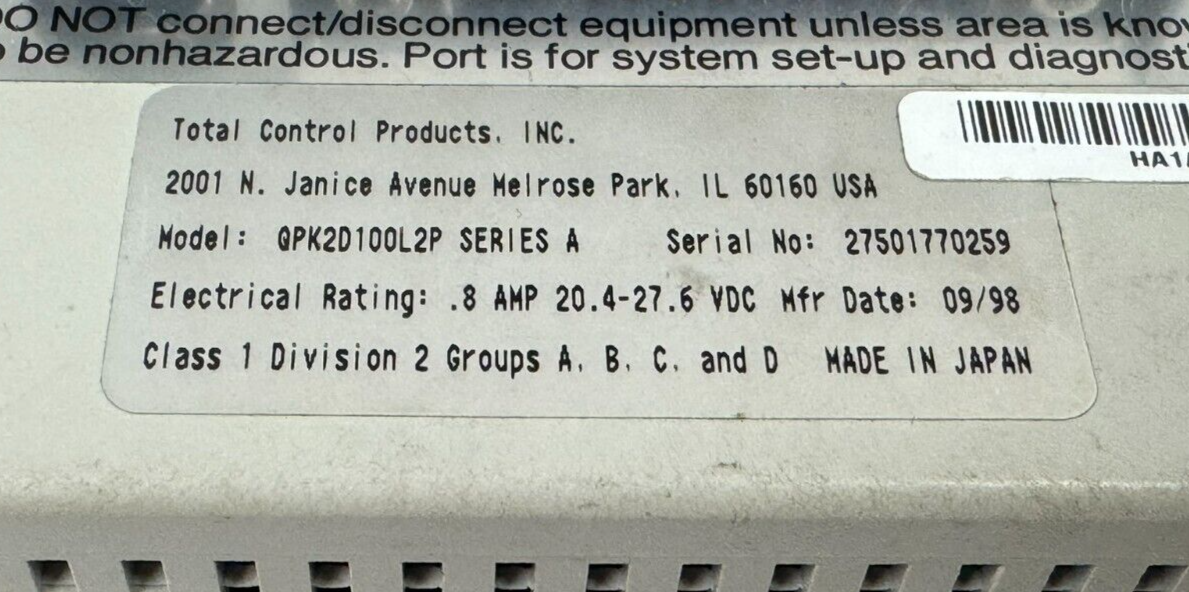 DO NOT connect/disconnect equipment unless area is know
o be nonhazardous. Port is for system set-up and diagnosti
Total Control Products, INC.
HA1
2001 N. Janice Avenue Melrose Park, IL 60160 USA
Model: QPK2D100L2P SERIES A Serial No: 27501770259
Electrical Rating: .8 AMP 20.4-27.6 VDC Mfr Date: 09/98
Class 1 Division 2 Groups A, B, C, and D MADE IN JAPAN